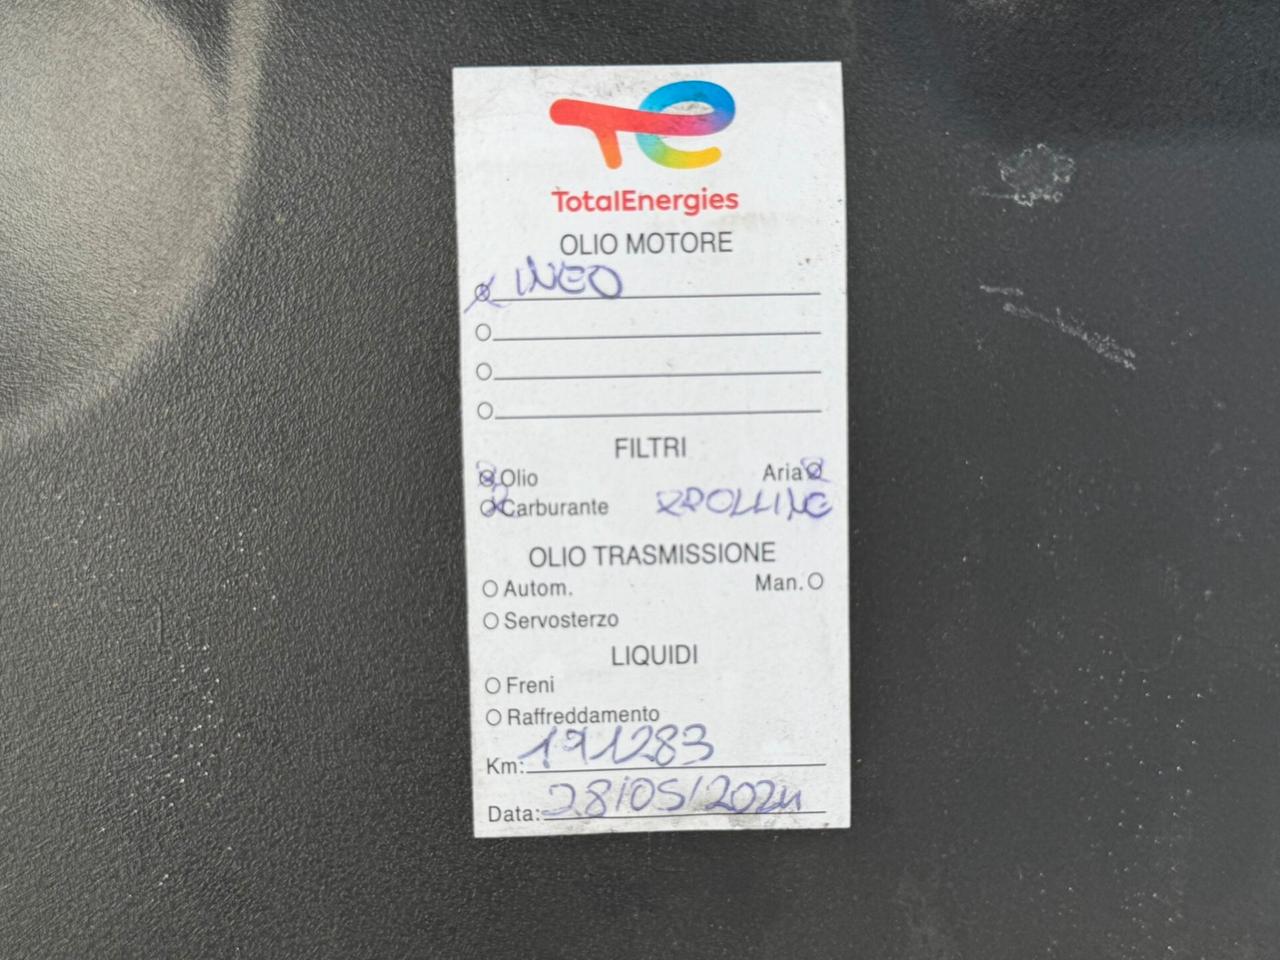 TotalEnergies
OLIO MOTORE
INEO
FILTRI
Olio Aria
Carburante POLLINE
OLIO TRASMISSIONE
Autom. Man.
Servosterzo
LIQUIDI
Freni
Raffreddamento
Km: 191283
Data: 28/05/2024